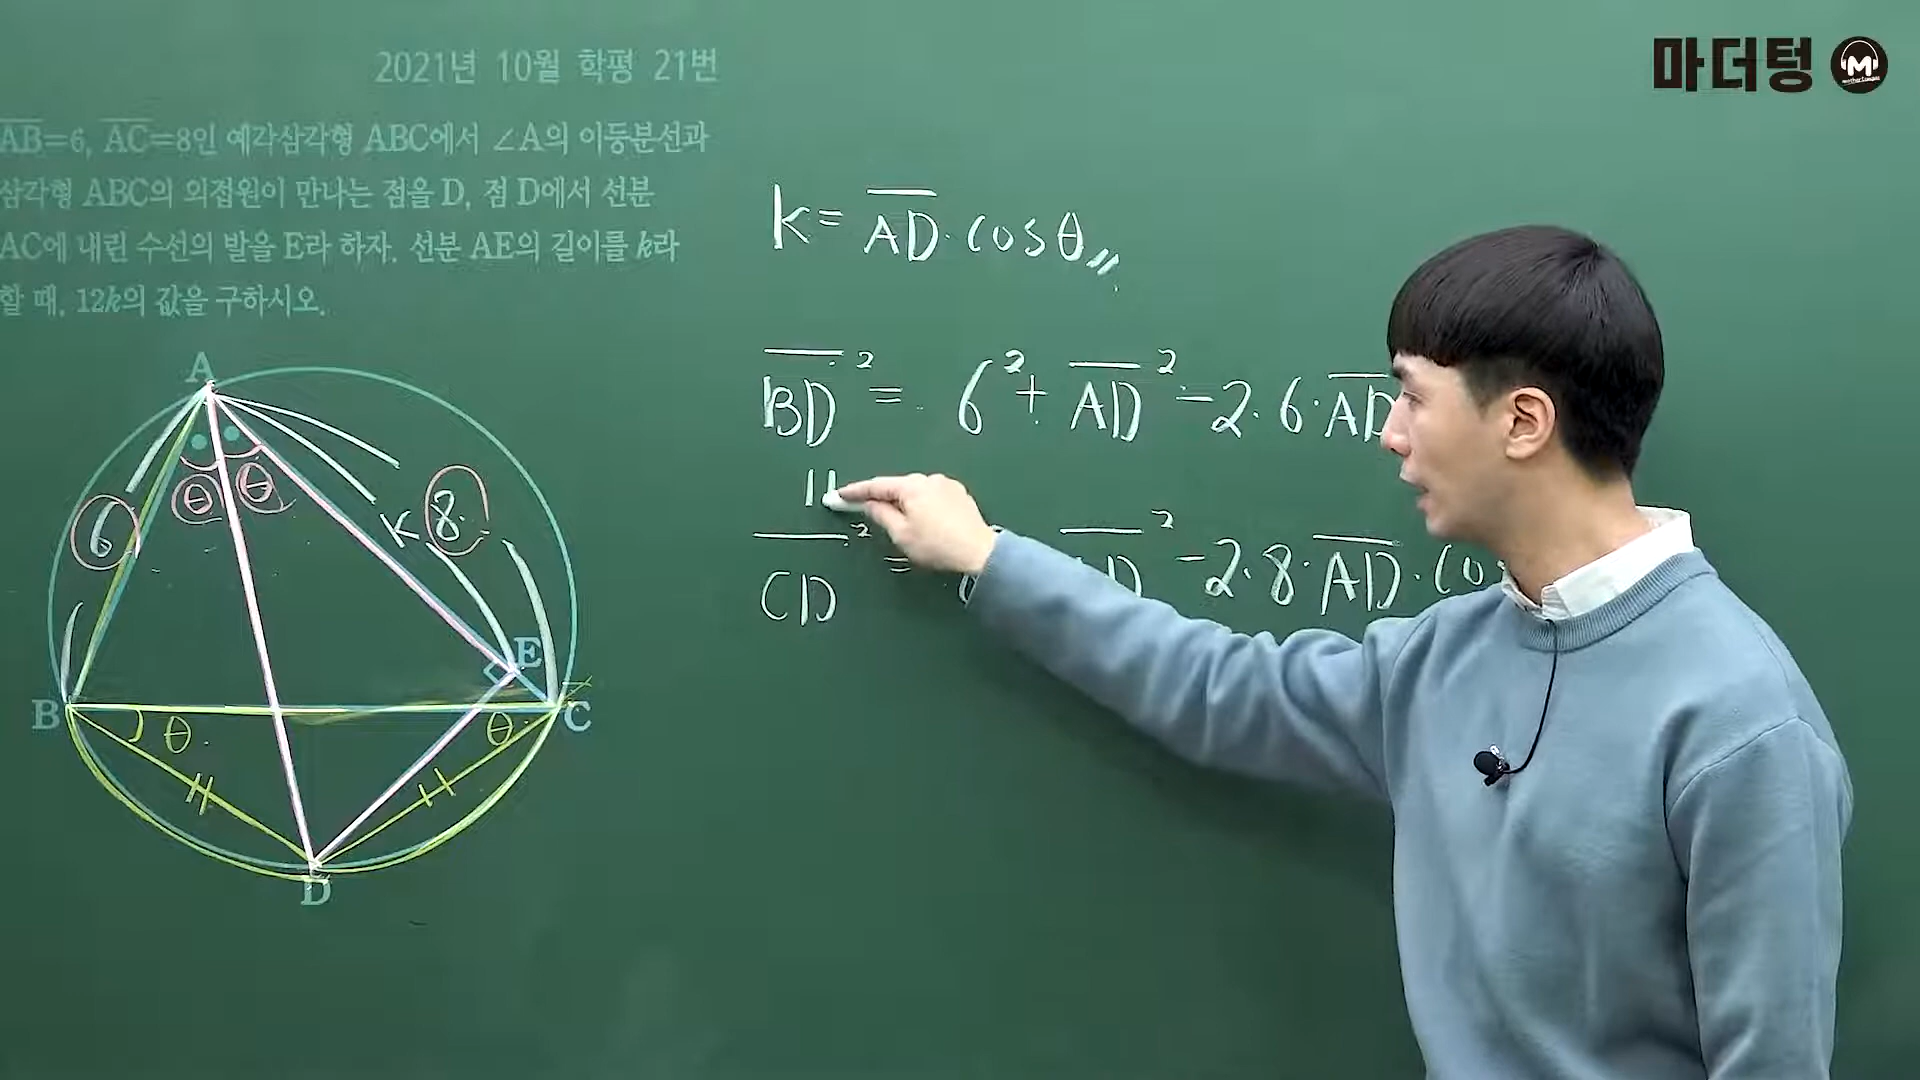 마더텅
2021년 10월 학평 21번
AB=6, AC=8인 예각삼각형 ABC에서 ∠A의 이등분선과
삼각형 ABC의 외접원이 만나는 점을 D, 점 D에서 선분
AC에 내린 수선의 발을 E라 하자. 선분 AE의 길이를 k라
할 때, 12k의 값을 구하시오.
k = AD · cosθ
BD² = 6² + AD² - 2·6·AD
CD² = AD² - 2·8·AD·co
A
θ θ
6
k 8
E
B θ θ C
D